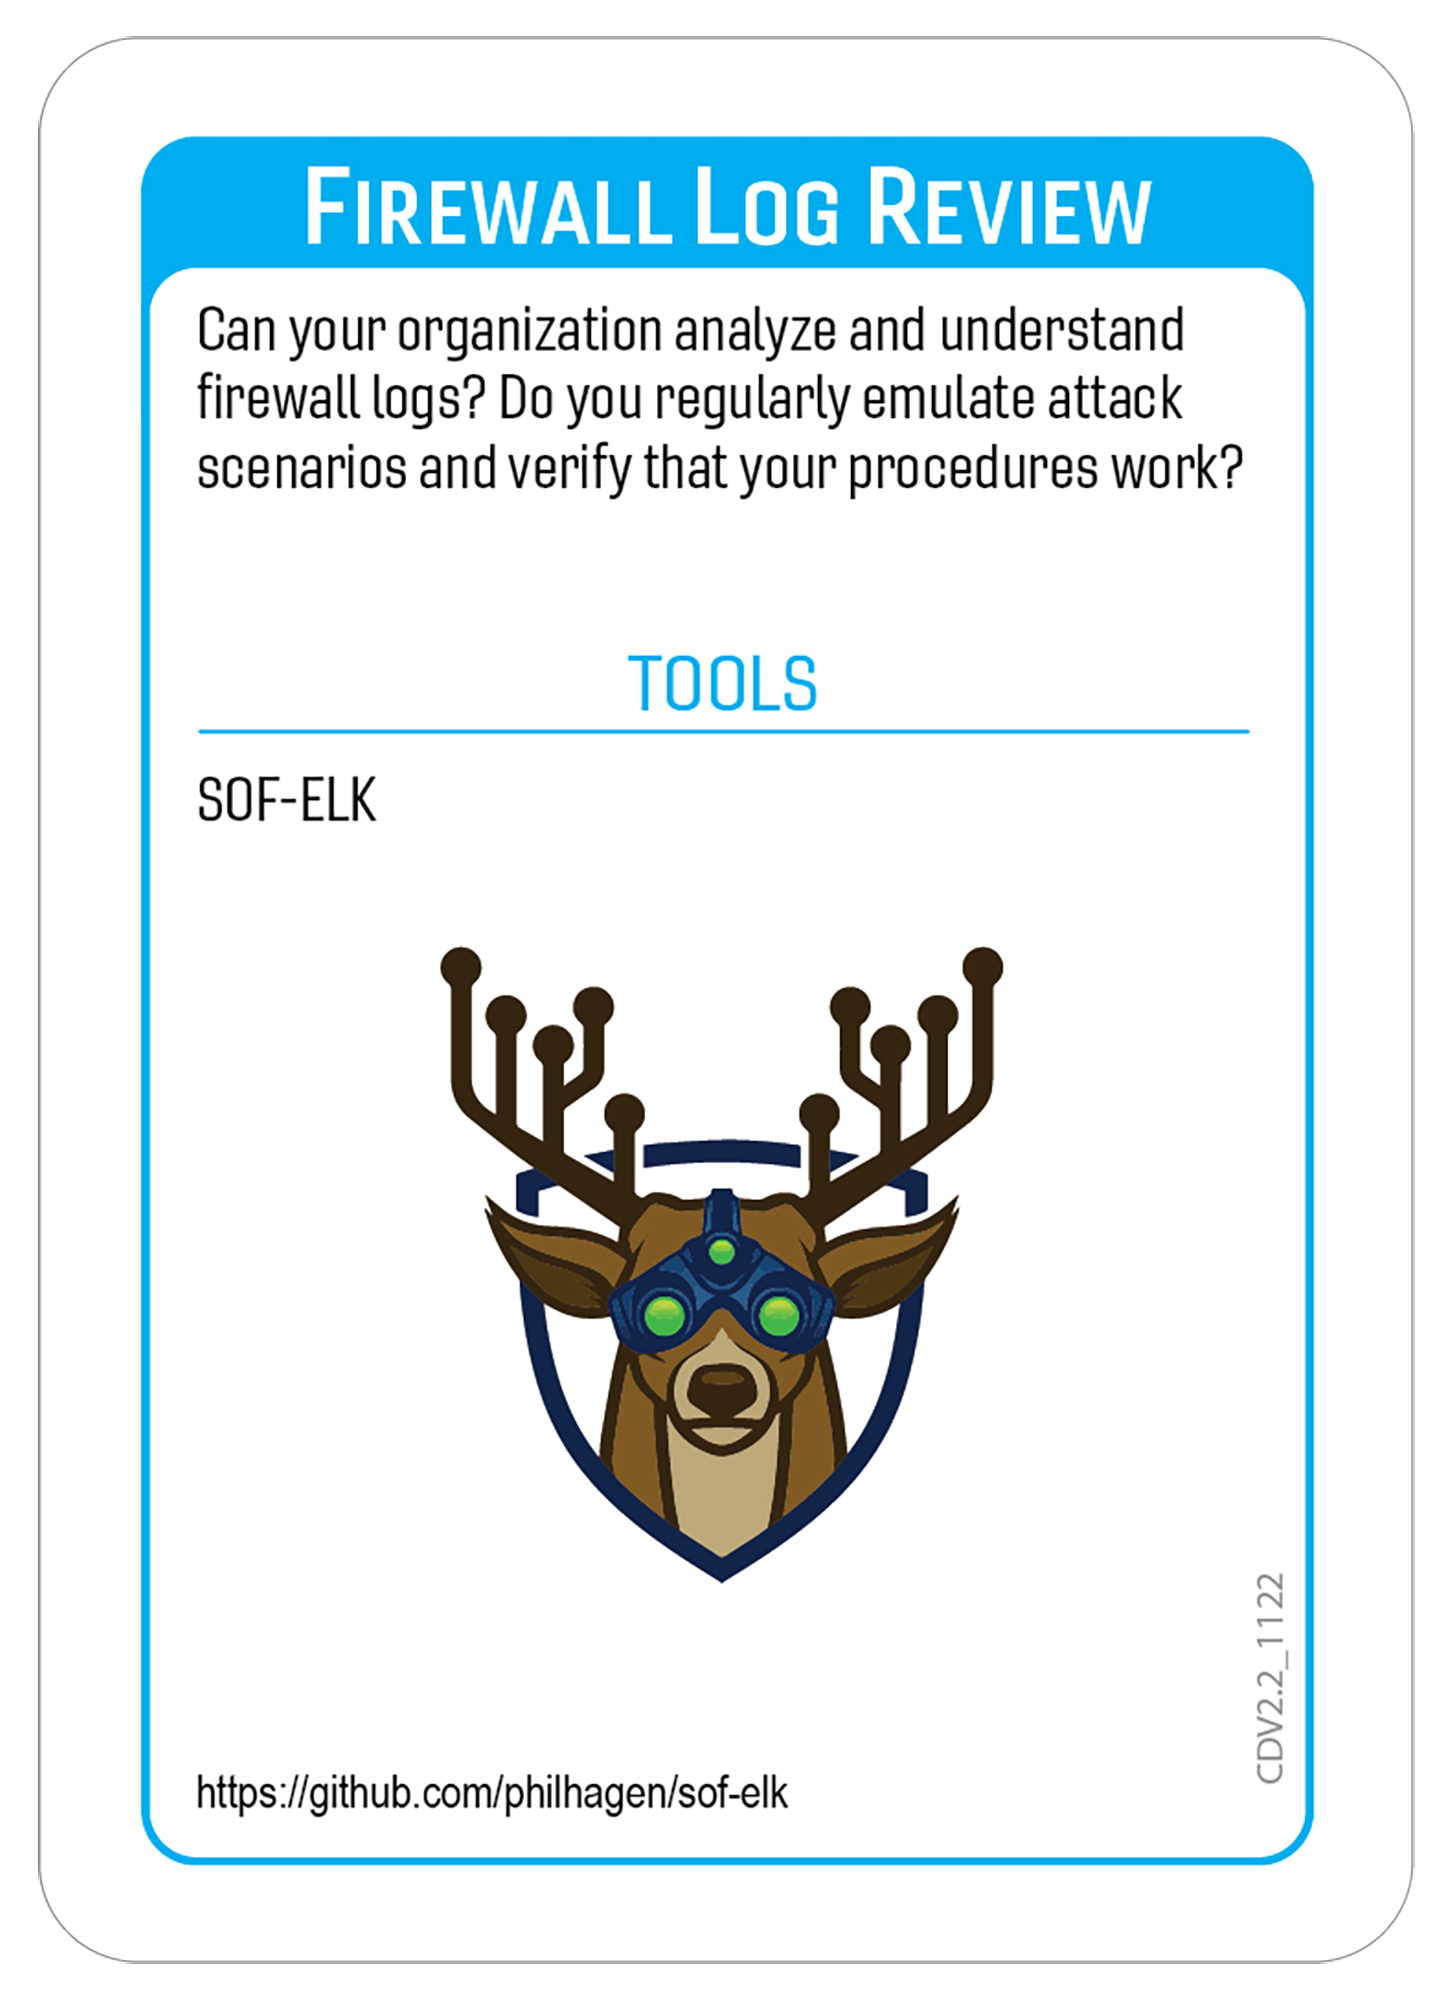 Firewall Log Review
Can your organization analyze and understand
firewall logs? Do you regularly emulate attack
scenarios and verify that your procedures work?
TOOLS
SOF-ELK
CDV2.2_1122
https://github.com/philhagen/sof-elk